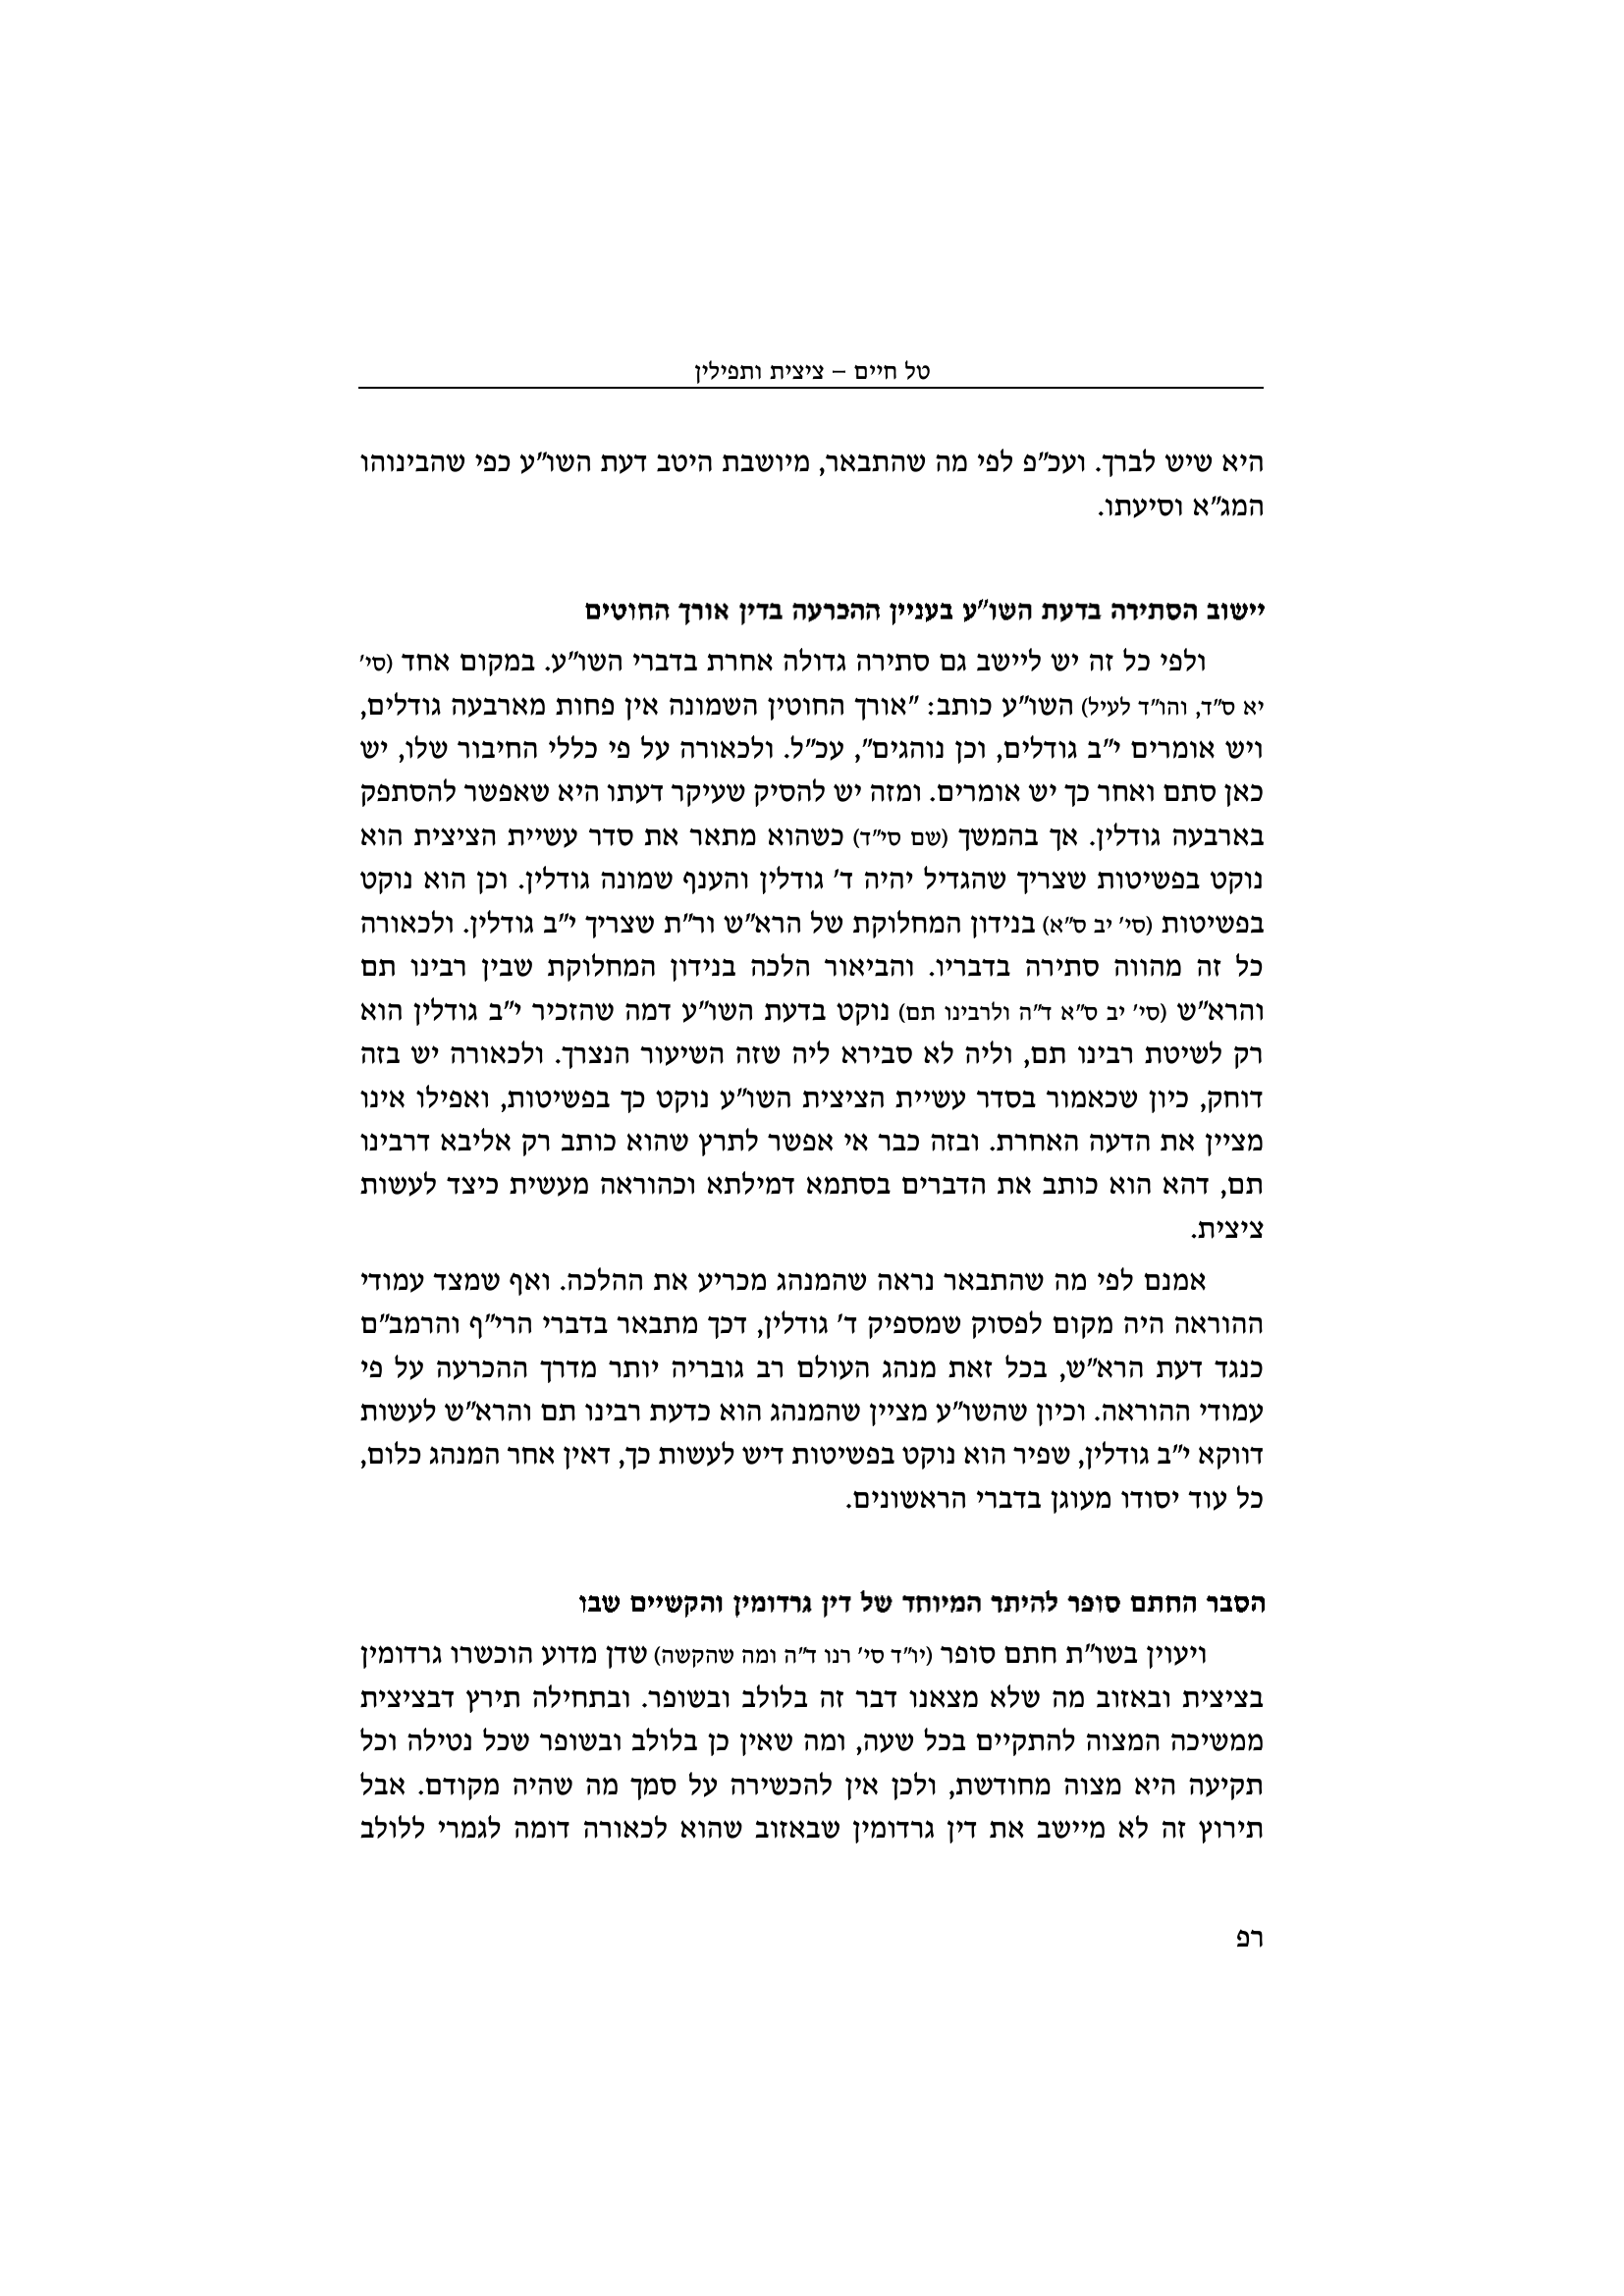 טל חיים – ציצית ותפילין
היא שיש לברך. ועכ״פ לפי מה שהתבאר, מיושבת היטב דעת השו״ע כפי שהבינוהו
המג״א וסיעתו.
יישוב הסתירה בדעת השו״ע בעניין ההכרעה בדין אורך החוטים
ולפי כל זה יש ליישב גם סתירה גדולה אחרת בדברי השו״ע. במקום אחד (סי׳
יא ס״ד, והו״ד לעיל) השו״ע כותב: ״אורך החוטין השמונה אין פחות מארבעה גודלים,
ויש אומרים י״ב גודלים, וכן נוהגים״, עכ״ל. ולכאורה על פי כללי החיבור שלו, יש
כאן סתם ואחר כך יש אומרים. ומזה יש להסיק שעיקר דעתו היא שאפשר להסתפק
בארבעה גודלין. אך בהמשך (שם סי״ד) כשהוא מתאר את סדר עשיית הציצית הוא
נוקט בפשיטות שצריך שהגדיל יהיה ד׳ גודלין והענף שמונה גודלין. וכן הוא נוקט
בפשיטות (סי׳ יב ס״א) בנידון המחלוקת של הרא״ש ור״ת שצריך י״ב גודלין. ולכאורה
כל זה מהווה סתירה בדבריו. והביאור הלכה בנידון המחלוקת שבין רבינו תם
והרא״ש (סי׳ יב ס״א ד״ה ולרבינו תם) נוקט בדעת השו״ע דמה שהזכיר י״ב גודלין הוא
רק לשיטת רבינו תם, וליה לא סבירא ליה שזה השיעור הנצרך. ולכאורה יש בזה
דוחק, כיון שכאמור בסדר עשיית הציצית השו״ע נוקט כך בפשיטות, ואפילו אינו
מציין את הדעה האחרת. ובזה כבר אי אפשר לתרץ שהוא כותב רק אליבא דרבינו
תם, דהא הוא כותב את הדברים בסתמא דמילתא וכהוראה מעשית כיצד לעשות
ציצית.
אמנם לפי מה שהתבאר נראה שהמנהג מכריע את ההלכה. ואף שמצד עמודי
ההוראה היה מקום לפסוק שמספיק ד׳ גודלין, דכך מתבאר בדברי הרי״ף והרמב״ם
כנגד דעת הרא״ש, בכל זאת מנהג העולם רב גובריה יותר מדרך ההכרעה על פי
עמודי ההוראה. וכיון שהשו״ע מציין שהמנהג הוא כדעת רבינו תם והרא״ש לעשות
דווקא י״ב גודלין, שפיר הוא נוקט בפשיטות דיש לעשות כך, דאין אחר המנהג כלום,
כל עוד יסודו מעוגן בדברי הראשונים.
הסבר החתם סופר להיתר המיוחד של דין גרדומין והקשיים שבו
ויעוין בשו״ת חתם סופר (יו״ד סי׳ רנו ד״ה ומה שהקשה) שדן מדוע הוכשרו גרדומין
בציצית ובאזוב מה שלא מצאנו דבר זה בלולב ובשופר. ובתחילה תירץ דבציצית
ממשיכה המצוה להתקיים בכל שעה, ומה שאין כן בלולב ובשופר שכל נטילה וכל
תקיעה היא מצוה מחודשת, ולכן אין להכשירה על סמך מה שהיה מקודם. אבל
תירוץ זה לא מיישב את דין גרדומין שבאזוב שהוא לכאורה דומה לגמרי ללולב
רפ